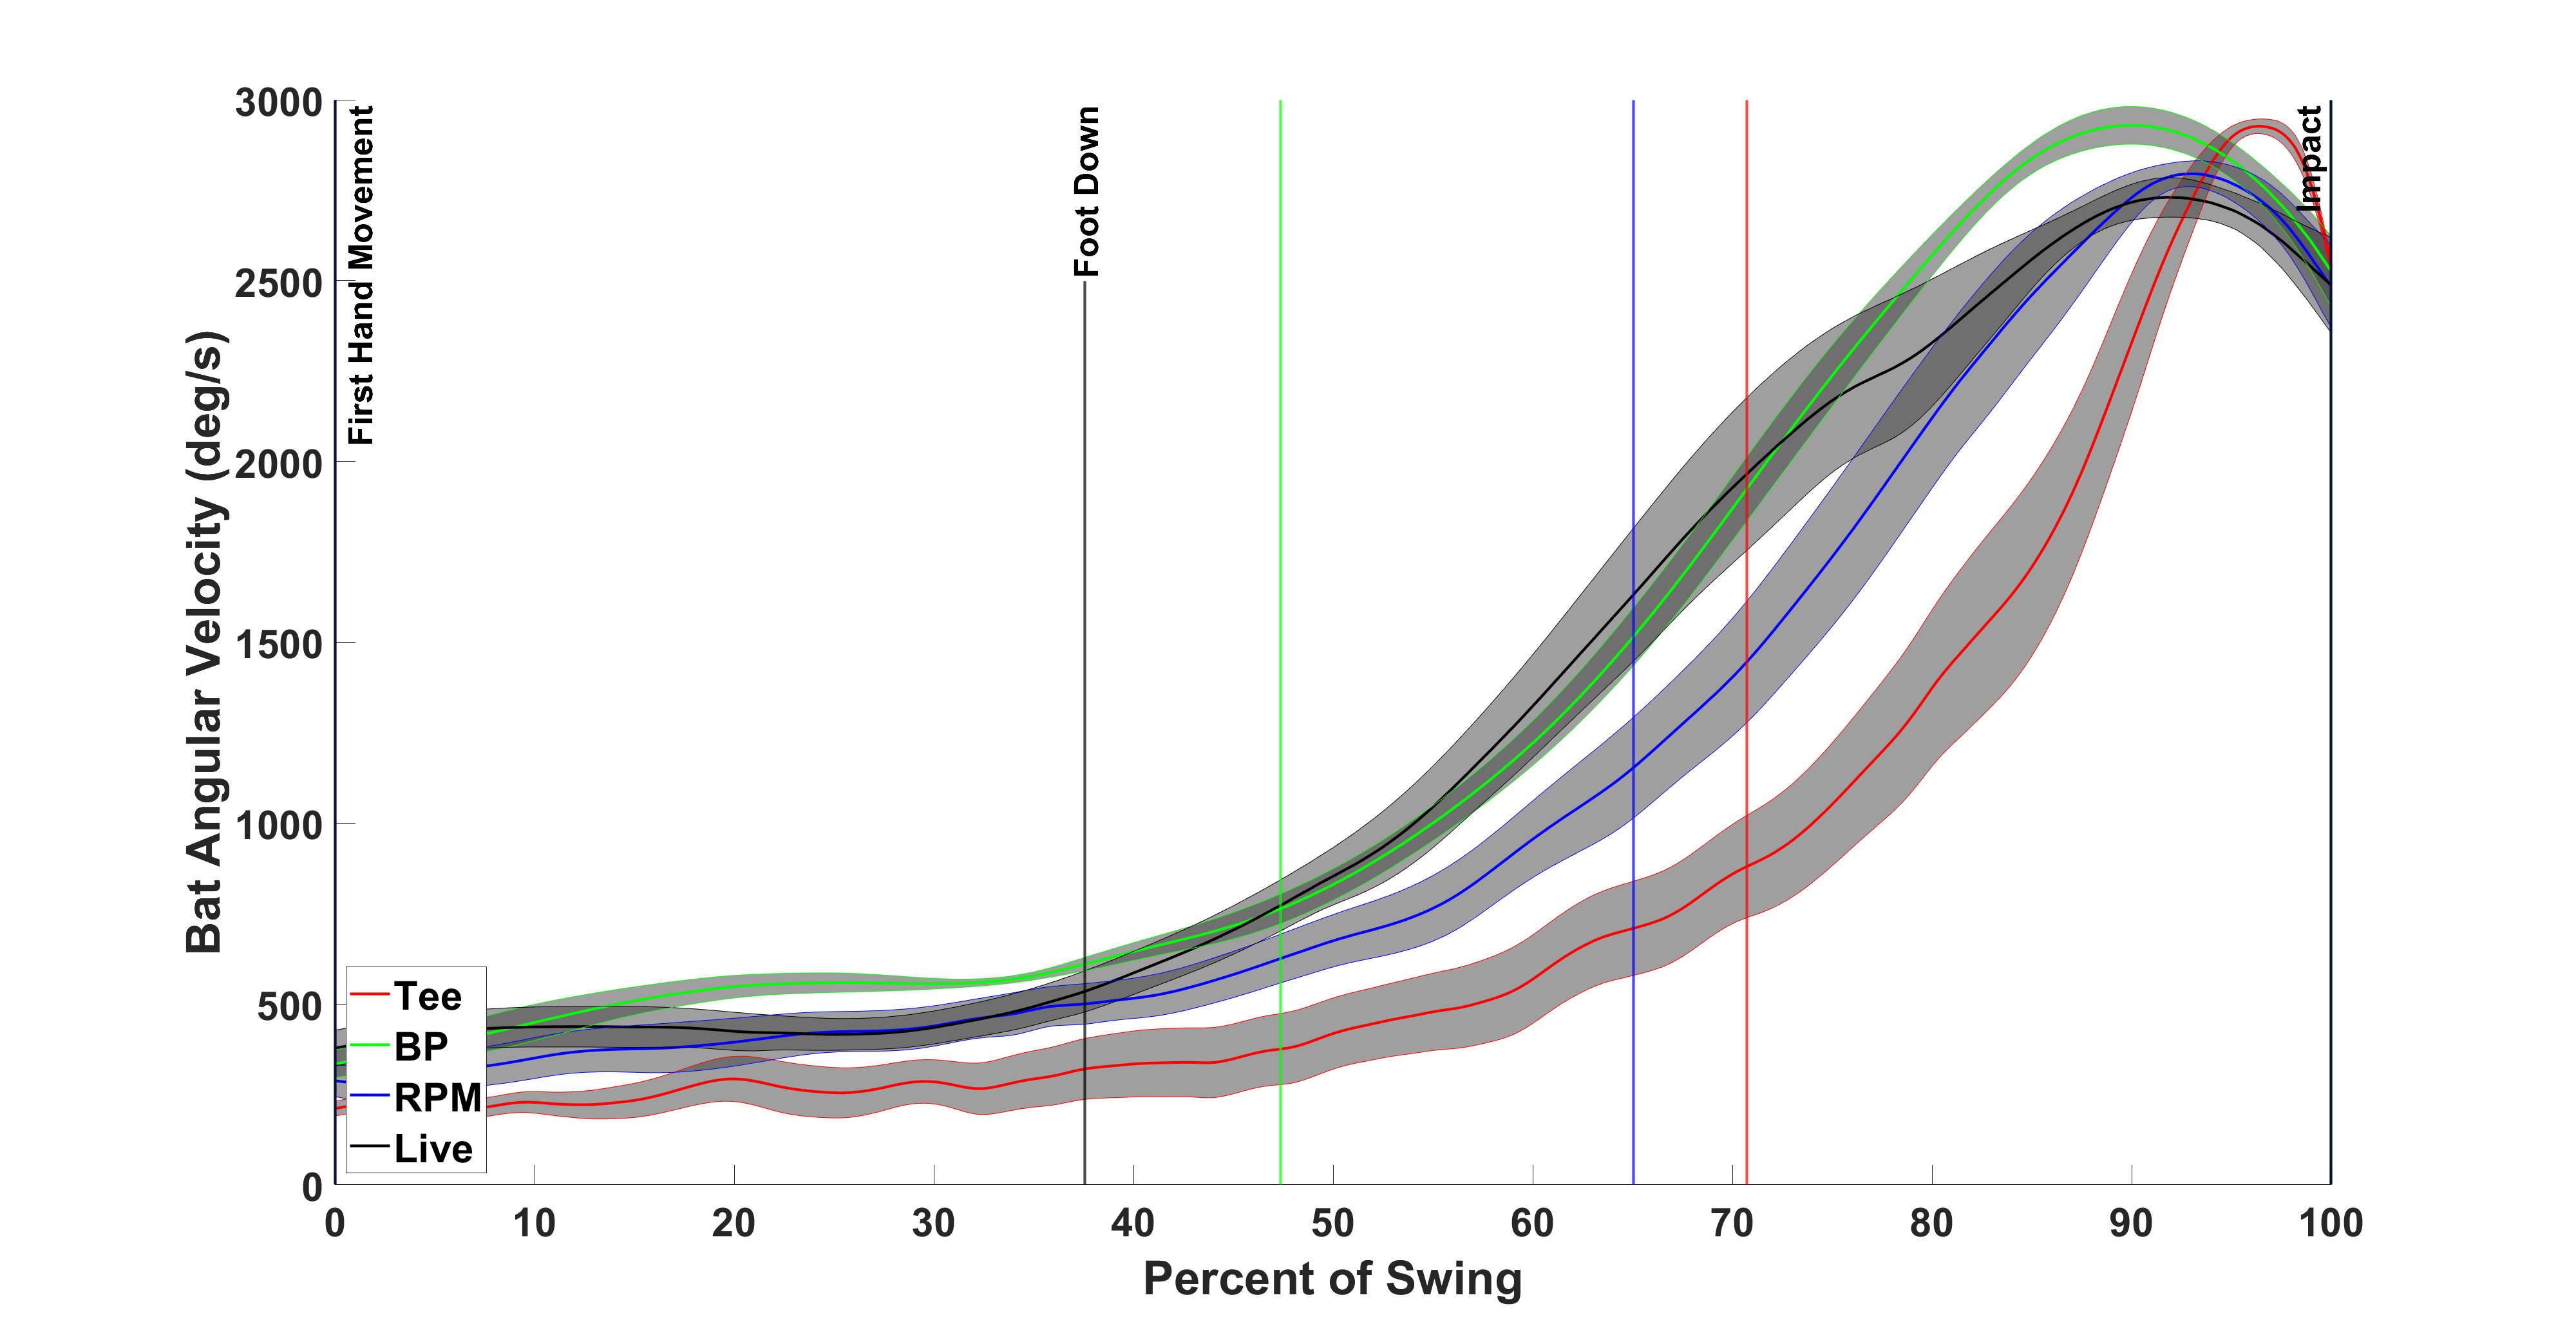 3000
2500
2000
1500
1000
500
0
Bat Angular Velocity (deg/s)
First Hand Movement
Foot Down
Impact
Tee
BP
RPM
Live
0 10 20 30 40 50 60 70 80 90 100
Percent of Swing